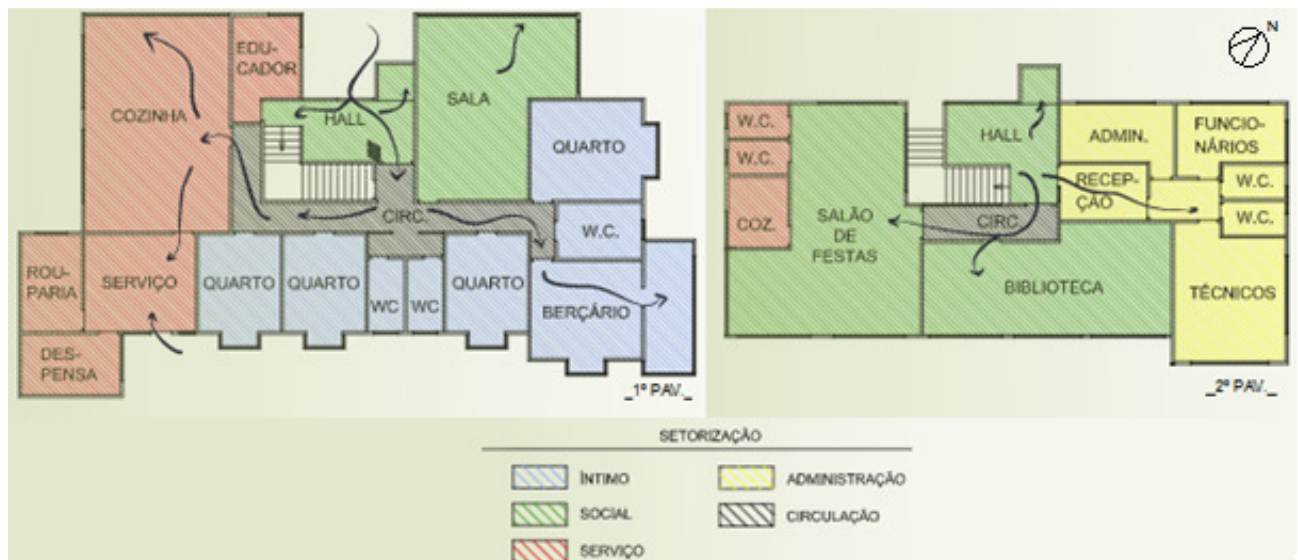 EDU-
CADOR
COZINHA
HALL
SALA
QUARTO
CIRC.
W.C.
ROU-
PARIA
SERVIÇO
QUARTO
QUARTO
WC
WC
QUARTO
BERÇÁRIO
DES-
PENSA
_1º PAV._
N
W.C.
W.C.
COZ.
SALÃO
DE
FESTAS
HALL
ADMIN.
FUNCIO-
NÁRIOS
RECEP-
ÇÃO
W.C.
W.C.
CIRC
BIBLIOTECA
TÉCNICOS
_2º PAV._
SETORIZAÇÃO
ÍNTIMO
SOCIAL
SERVIÇO
ADMINISTRAÇÃO
CIRCULAÇÃO